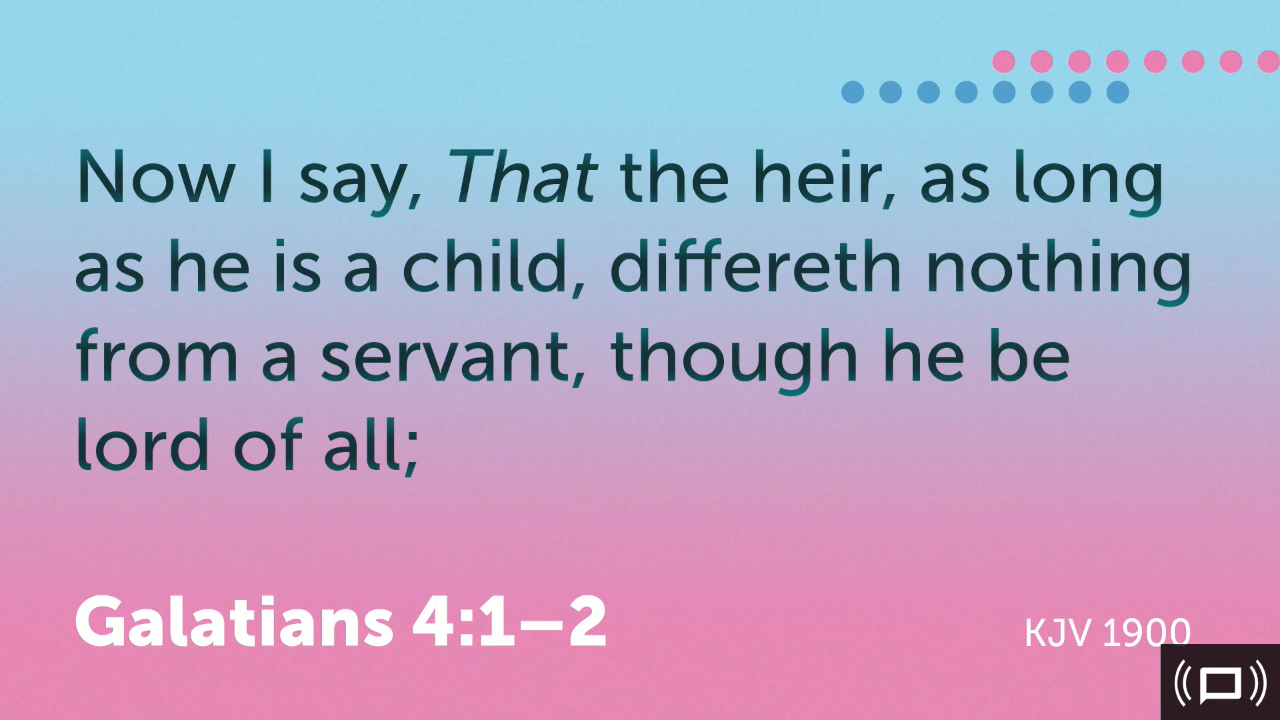 Now I say, That the heir, as long
as he is a child, differeth nothing
from a servant, though he be
lord of all;
Galatians 4:1–2
KJV 1900